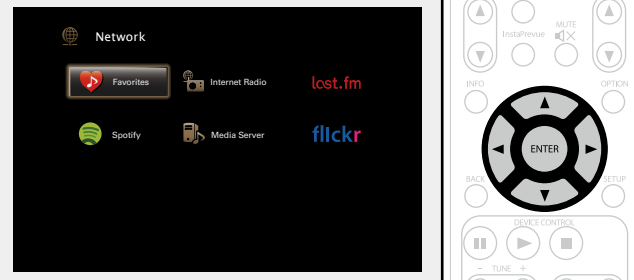 Network
Favorites
Internet Radio
lost.fm
Spotify
Media Server
flIckr
InstaPrevue
MUTE
INFO
OPTION
ENTER
BACK
SETUP
DEVICE CONTROL
- TUNE +